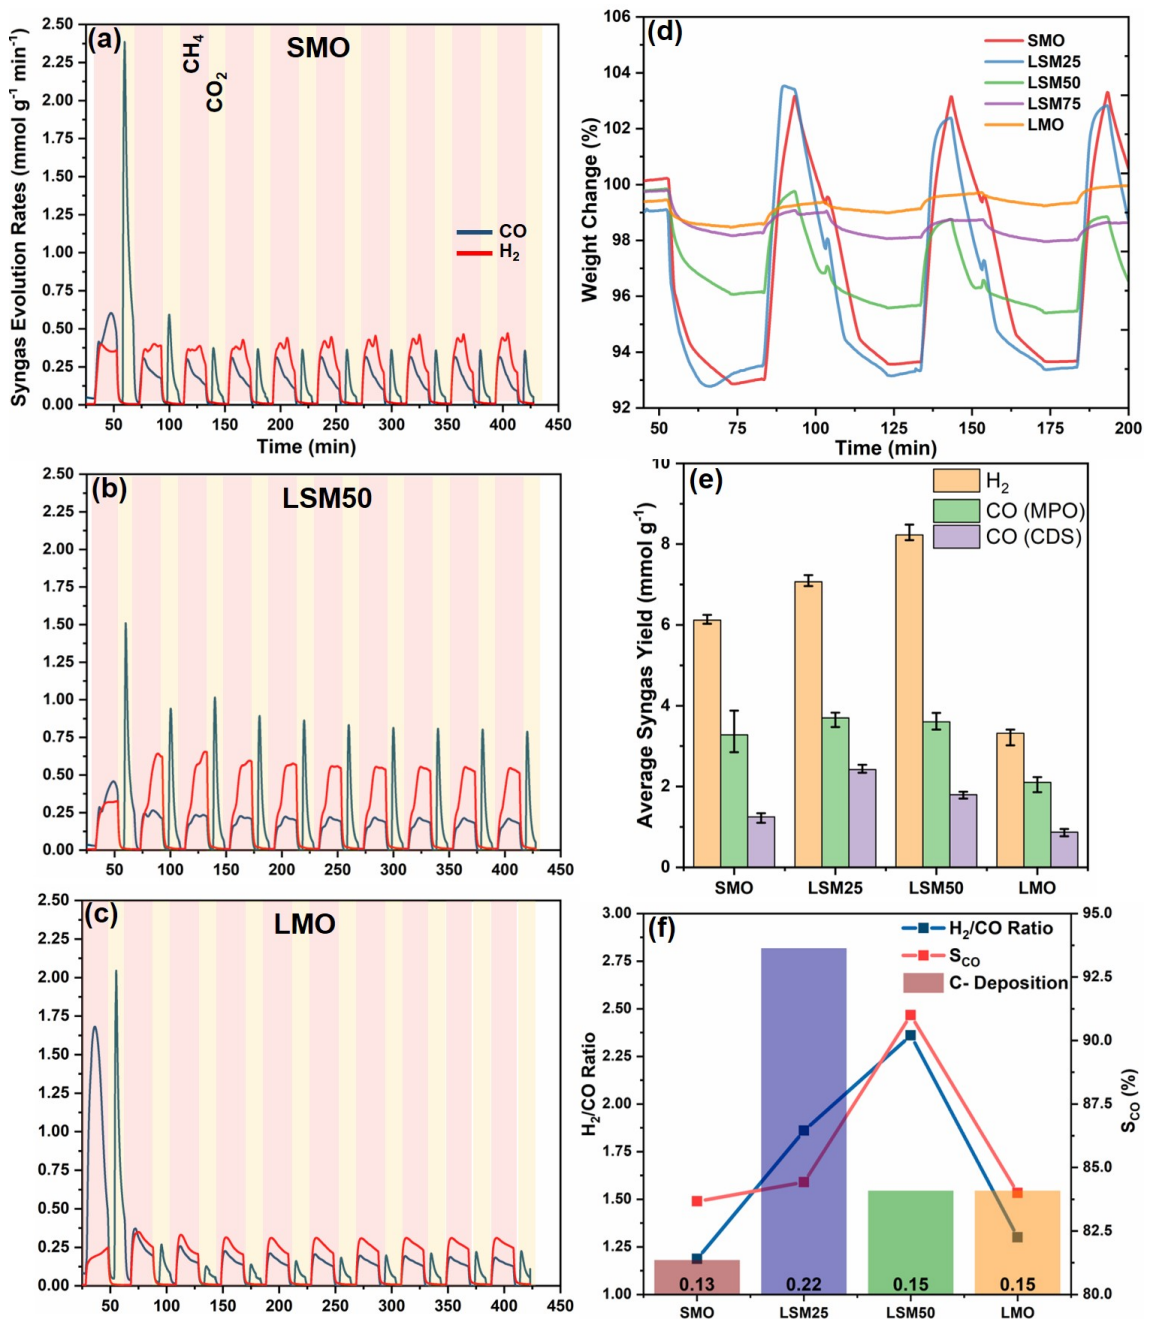 (a)
SMO
CH4
CO2
CO
H2
Syngas Evolution Rates (mmol g-1 min-1)
2.50
2.25
2.00
1.75
1.50
1.25
1.00
0.75
0.50
0.25
0.00
50 100 150 200 250 300 350 400 450
Time (min)
(d)
SMO
LSM25
LSM50
LSM75
LMO
Weight Change (%)
106
104
102
100
98
96
94
92
50 75 100 125 150 175 200
Time (min)
(b)
LSM50
2.50
2.25
2.00
1.75
1.50
1.25
1.00
0.75
0.50
0.25
0.00
50 100 150 200 250 300 350 400 450
(e)
H2
CO (MPO)
CO (CDS)
Average Syngas Yield (mmol g-1)
10
8
6
4
2
0
SMO LSM25 LSM50 LMO
(c)
LMO
2.50
2.25
2.00
1.75
1.50
1.25
1.00
0.75
0.50
0.25
0.00
50 100 150 200 250 300 350 400 450
(f)
H2/CO Ratio
SCO
C- Deposition
H2/CO Ratio
3.00
2.75
2.50
2.25
2.00
1.75
1.50
1.25
1.00
0.13 0.22 0.15 0.15
SMO LSM25 LSM50 LMO
95.0
92.5
90.0
87.5
85.0
82.5
80.0
SCO (%)